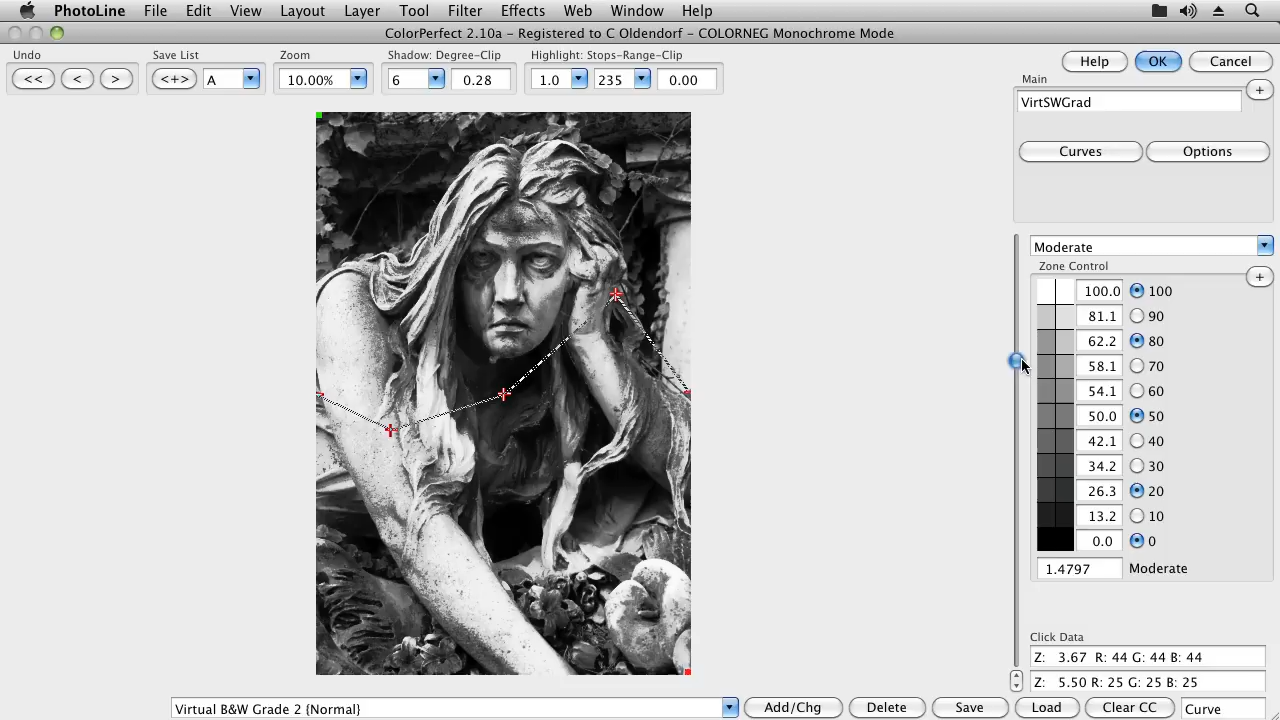 PhotoLine File Edit View Layout Layer Tool Filter Effects Web Window Help
ColorPerfect 2.10a - Registered to C Oldendorf - COLORNEG Monochrome Mode
Undo Save List Zoom Shadow: Degree-Clip Highlight: Stops-Range-Clip
<< < > <+> A 10.00% 6 0.28 1.0 235 0.00 Help OK Cancel
Main
VirtSWGrad +
Curves Options
Moderate
Zone Control +
100.0 100
81.1 90
62.2 80
58.1 70
54.1 60
50.0 50
42.1 40
34.2 30
26.3 20
13.2 10
0.0 0
1.4797 Moderate
Click Data
Z: 3.67 R: 44 G: 44 B: 44
Z: 5.50 R: 25 G: 25 B: 25
Virtual B&W Grade 2 {Normal} Add/Chg Delete Save Load Clear CC Curve